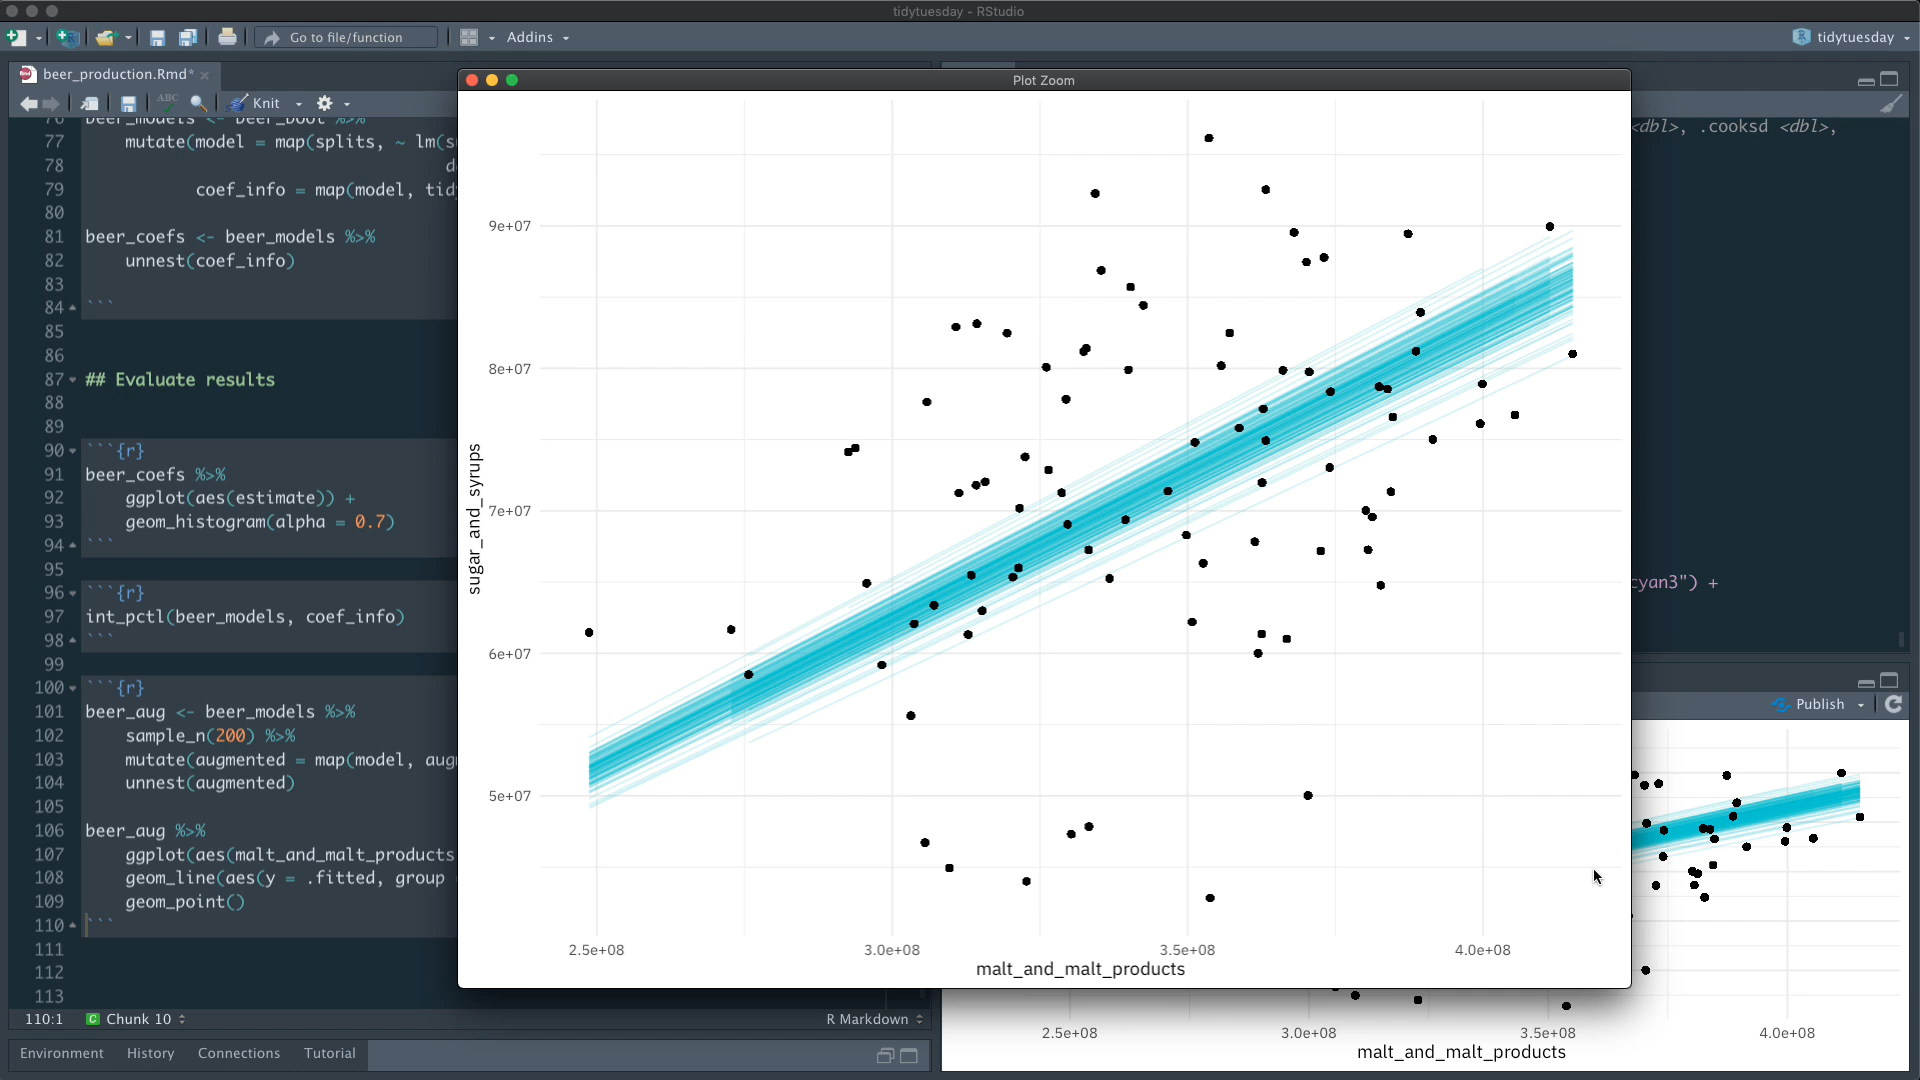 tidytuesday - RStudio
Go to file/function
Addins
tidytuesday
beer_production.Rmd*
ABC
Knit
76 beer_models <- beer_boot %>%
77 mutate(model = map(splits, ~ lm(s
78 d
79 coef_info = map(model, tid
80
81 beer_coefs <- beer_models %>%
82 unnest(coef_info)
83
84 ```
85
86
87 ## Evaluate results
88
89
90 ```{r}
91 beer_coefs %>%
92 ggplot(aes(estimate)) +
93 geom_histogram(alpha = 0.7)
94 ```
95
96 ```{r}
97 int_pctl(beer_models, coef_info)
98 ```
99
100 ```{r}
101 beer_aug <- beer_models %>%
102 sample_n(200) %>%
103 mutate(augmented = map(model, aug
104 unnest(augmented)
105
106 beer_aug %>%
107 ggplot(aes(malt_and_malt_products
108 geom_line(aes(y = .fitted, group
109 geom_point()
110 ```
111
112
113
110:1 C Chunk 10
R Markdown
Environment History Connections Tutorial
Plot Zoom
9e+07
8e+07
7e+07
6e+07
5e+07
sugar_and_syrups
2.5e+08 3.0e+08 3.5e+08 4.0e+08
malt_and_malt_products
<dbl>, .cooksd <dbl>,
cyan3") +
Publish
2.5e+08 3.0e+08 3.5e+08 4.0e+08
malt_and_malt_products